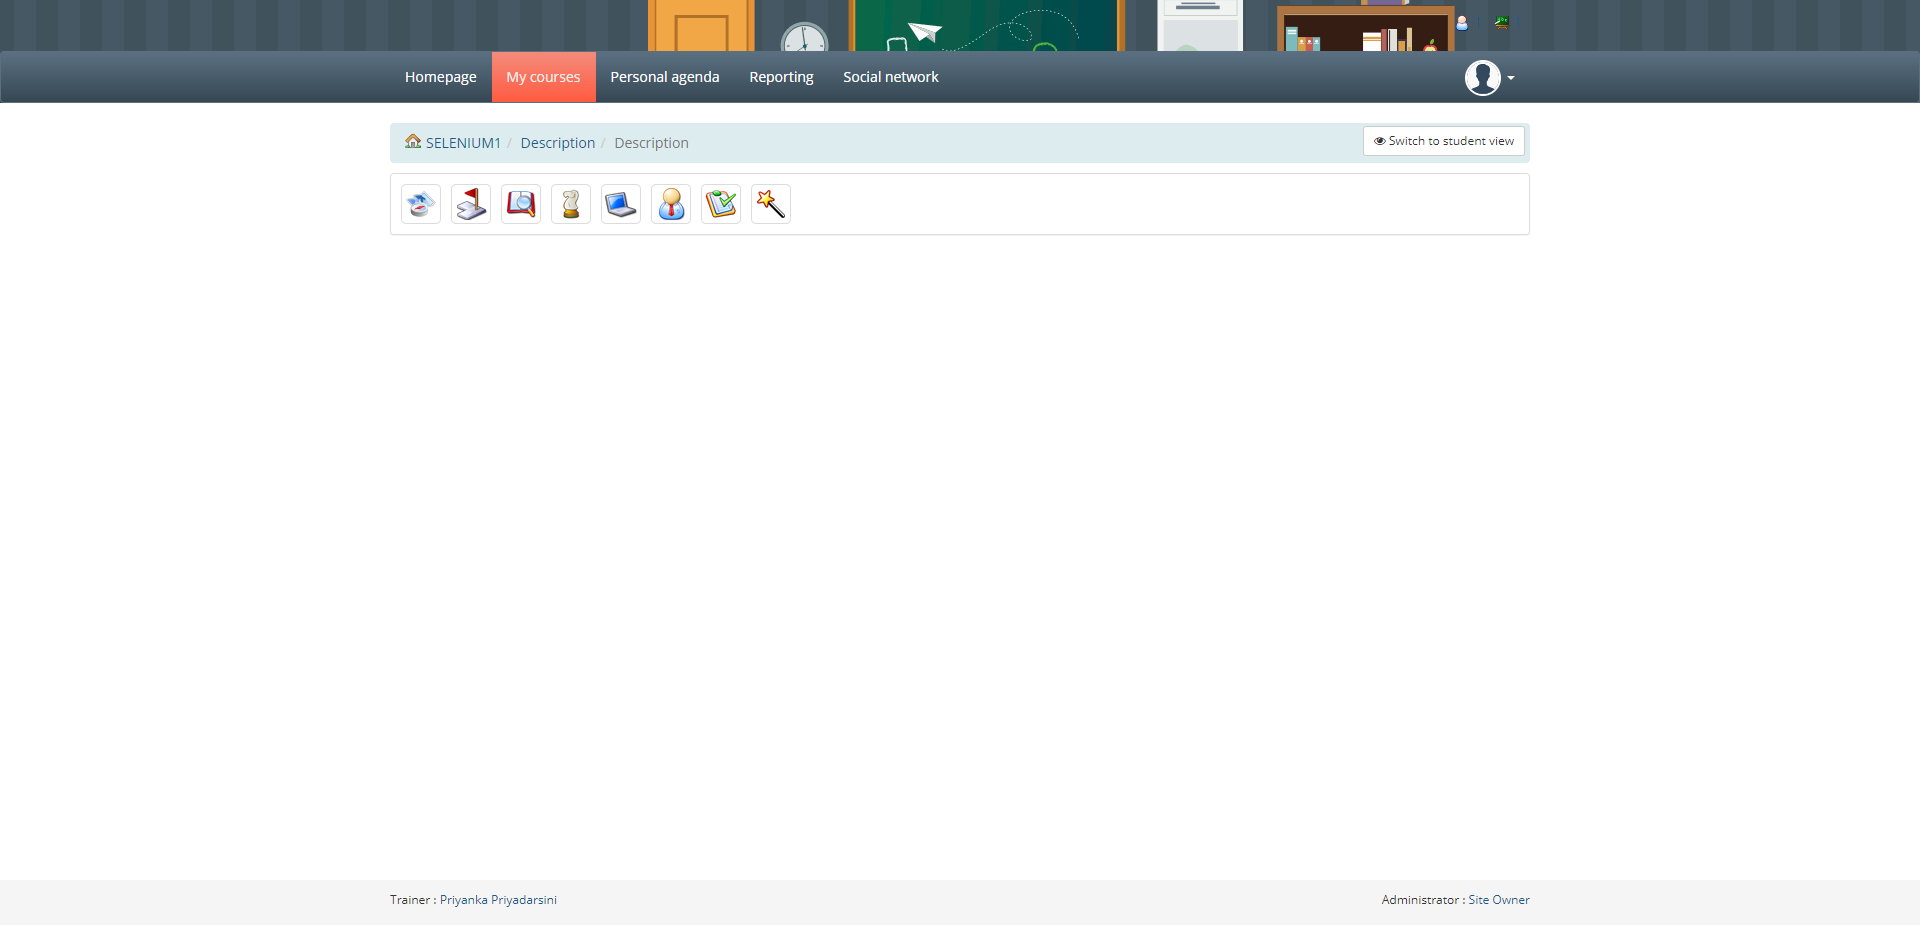 Homepage My courses Personal agenda Reporting Social network
SELENIUM1 / Description / Description
Switch to student view
Trainer : Priyanka Priyadarsini
Administrator : Site Owner